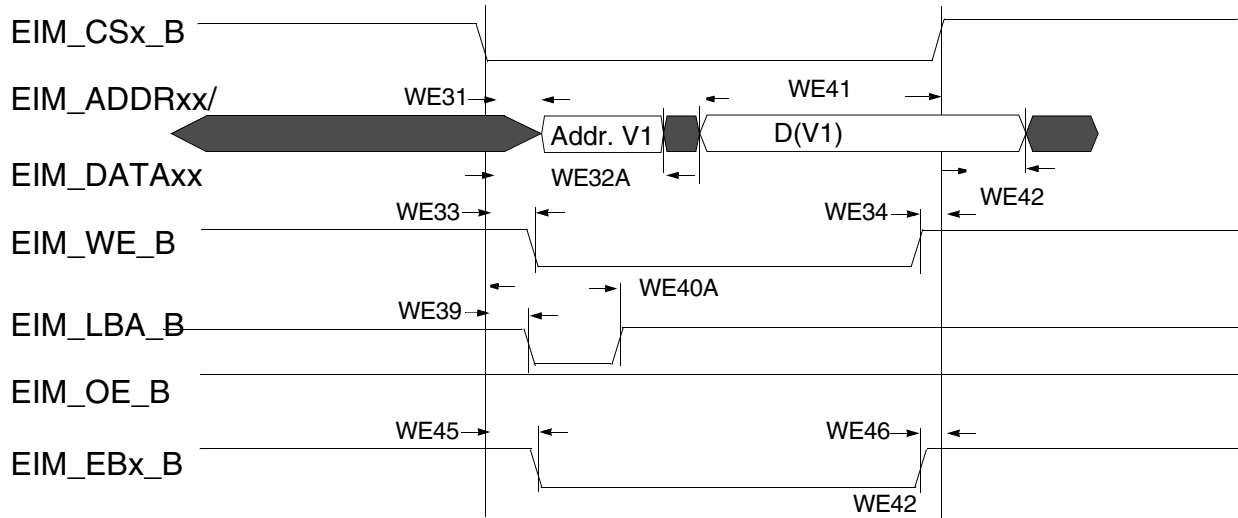 EIM_CSx_B
EIM_ADDRxx/
WE31
WE41
Addr. V1
D(V1)
EIM_DATAxx
WE32A
WE42
WE33
WE34
EIM_WE_B
WE40A
WE39
EIM_LBA_B
EIM_OE_B
WE45
WE46
EIM_EBx_B
WE42